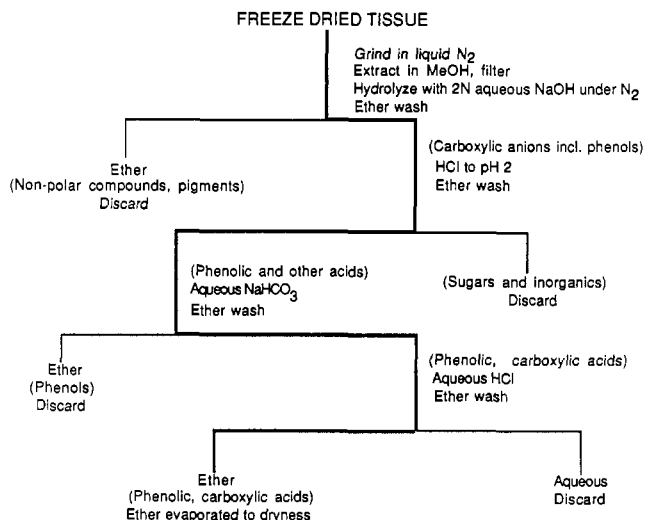 FREEZE DRIED TISSUE
Grind in liquid N2
Extract in MeOH, filter
Hydrolyze with 2N aqueous NaOH under N2
Ether wash
Ether
(Non-polar compounds, pigments)
Discard
(Carboxylic anions incl. phenols)
HCl to pH 2
Ether wash
(Phenolic and other acids)
Aqueous NaHCO3
Ether wash
(Sugars and inorganics)
Discard
Ether
(Phenols)
Discard
(Phenolic, carboxylic acids)
Aqueous HCl
Ether wash
Ether
(Phenolic, carboxylic acids)
Ether evaporated to dryness
Aqueous
Discard